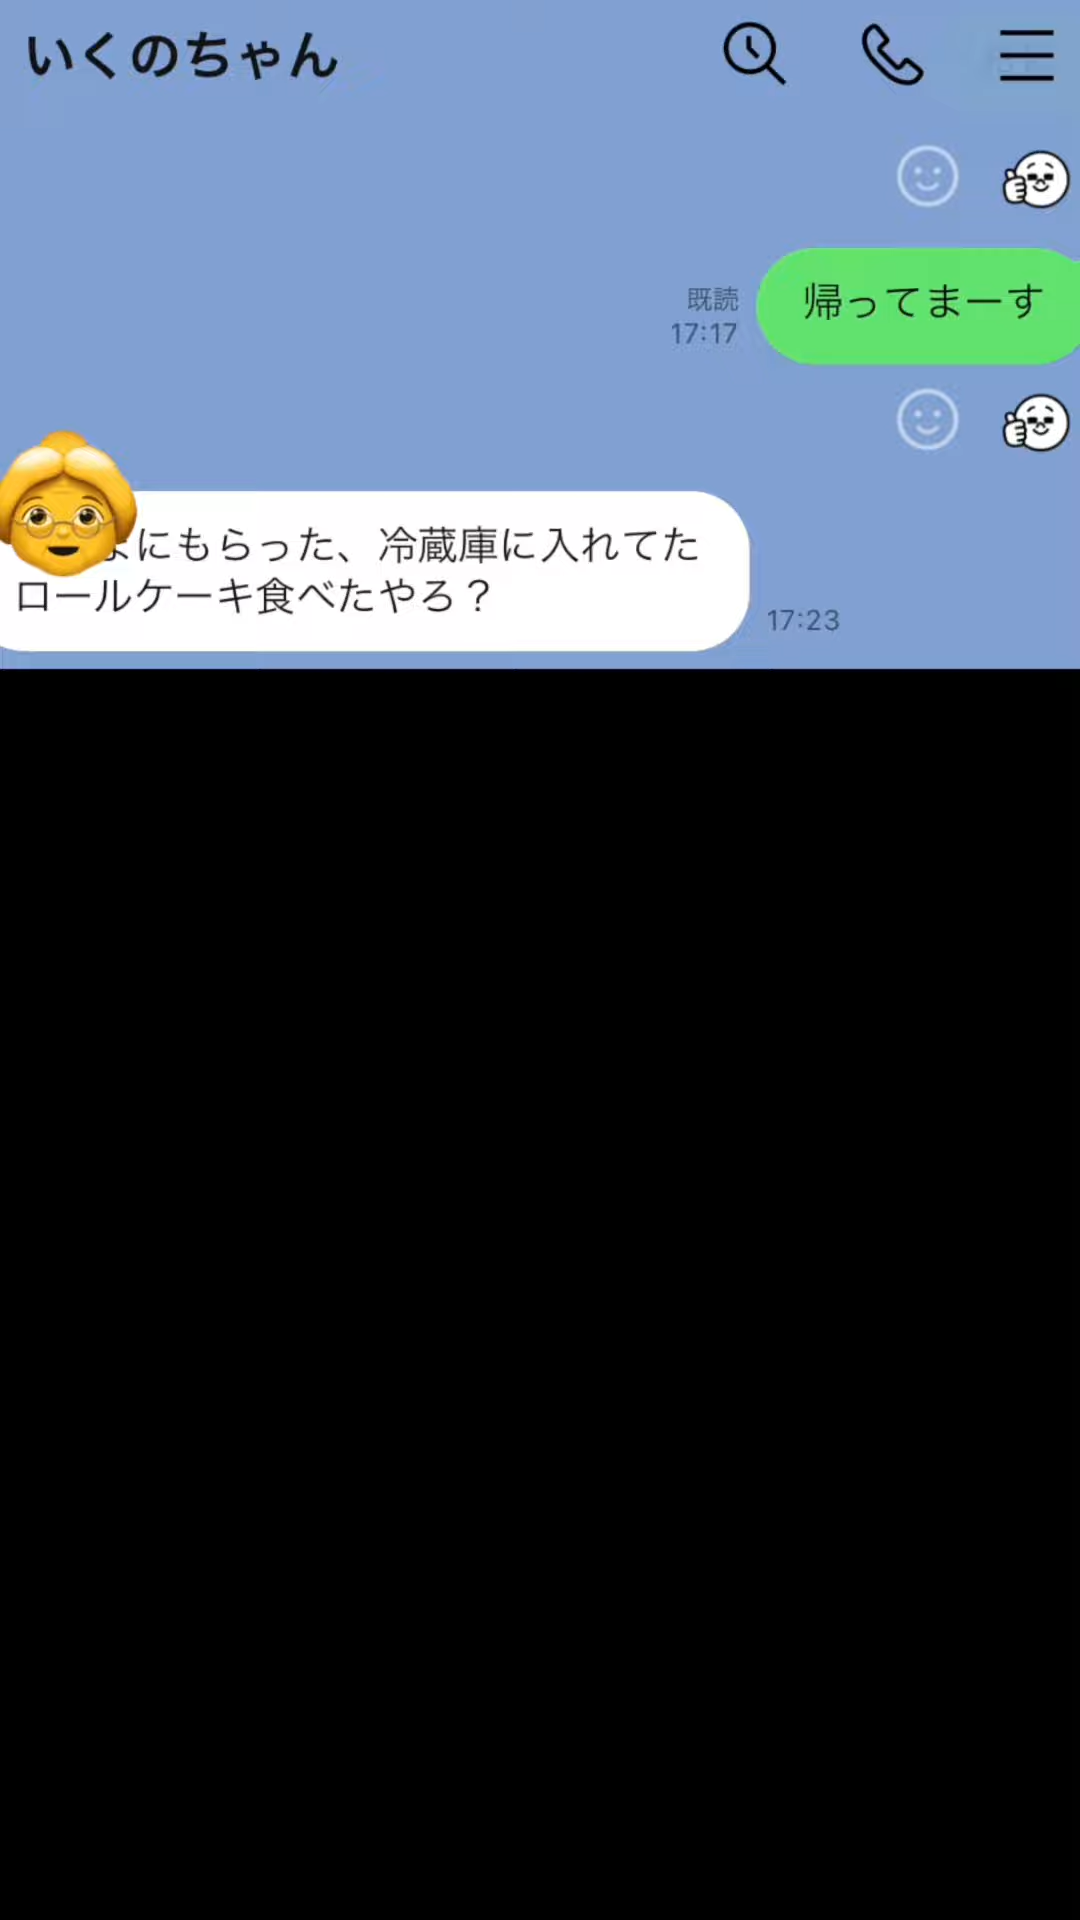 いくのちゃん
帰ってまーす
既読
17:17
にもらった、冷蔵庫に入れてた
ロールケーキ食べたやろ？
17:23